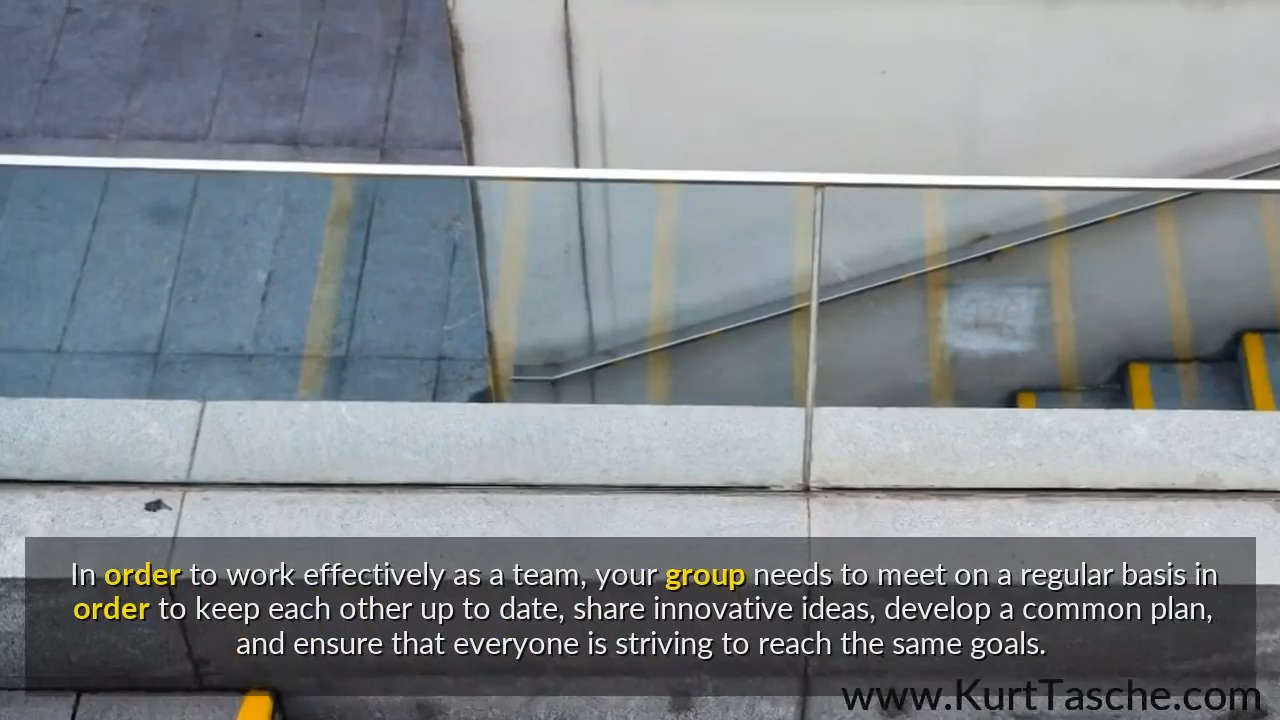 In order to work effectively as a team, your group needs to meet on a regular basis in
order to keep each other up to date, share innovative ideas, develop a common plan,
and ensure that everyone is striving to reach the same goals.
www.KurtTasche.com